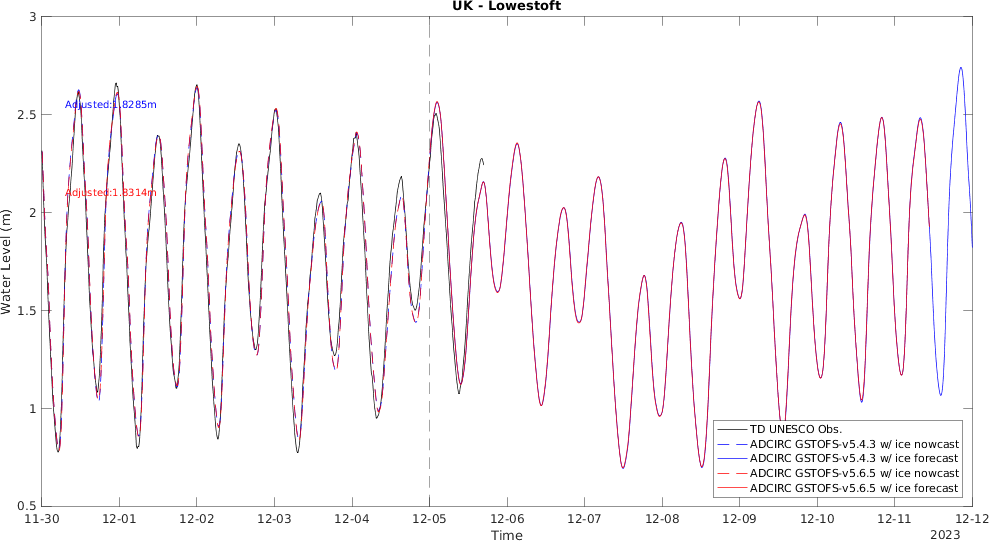 UK - Lowestoft
3
2.5
2
1.5
1
0.5
Water Level (m)
Adjusted:1.8285m
Adjusted:1.8314m
TD UNESCO Obs.
ADCIRC GSTOFS-v5.4.3 w/ ice nowcast
ADCIRC GSTOFS-v5.4.3 w/ ice forecast
ADCIRC GSTOFS-v5.6.5 w/ ice nowcast
ADCIRC GSTOFS-v5.6.5 w/ ice forecast
11-30 12-01 12-02 12-03 12-04 12-05 12-06 12-07 12-08 12-09 12-10 12-11 12-12
Time
2023